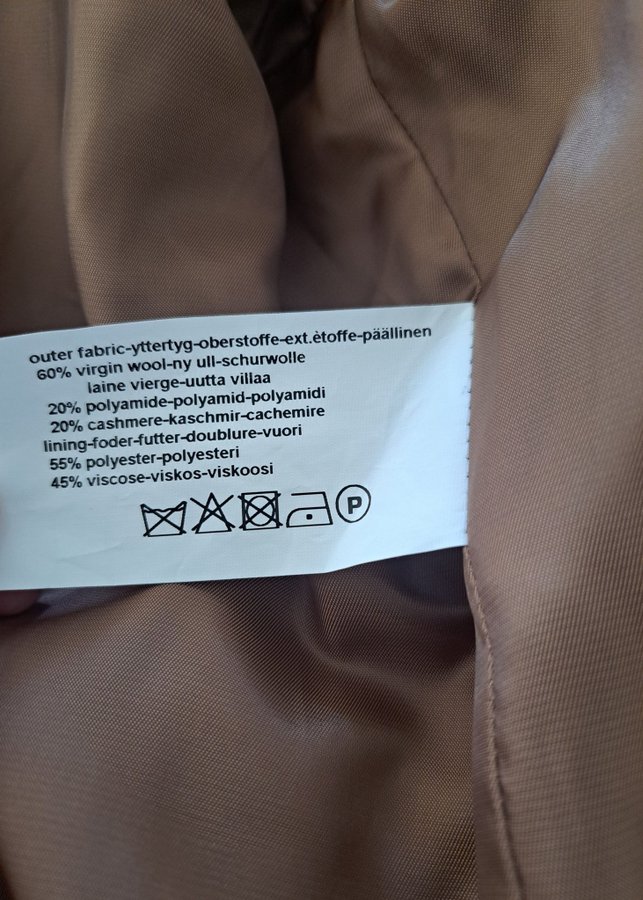 outer fabric-yttertyg-oberstoffe-ext.ètoffe-päällinen
60% virgin wool-ny ull-schurwolle
laine vierge-uutta villaa
20% polyamide-polyamid-polyamidi
20% cashmere-kaschmir-cachemire
lining-foder-futter-doublure-vuori
55% polyester-polyesteri
45% viscose-viskos-viskoosi
P